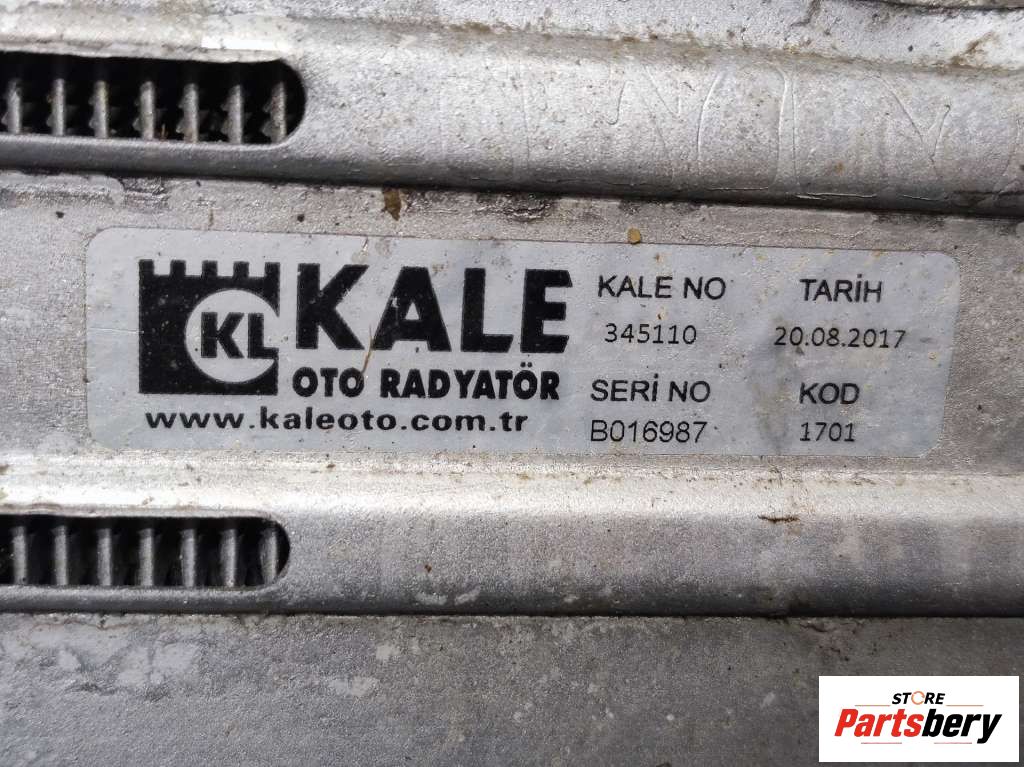 KL KALE
OTO RADYATÖR
www.kaleoto.com.tr
KALE NO TARİH
345110 20.08.2017
SERİ NO KOD
B016987 1701
STORE
Partsbery